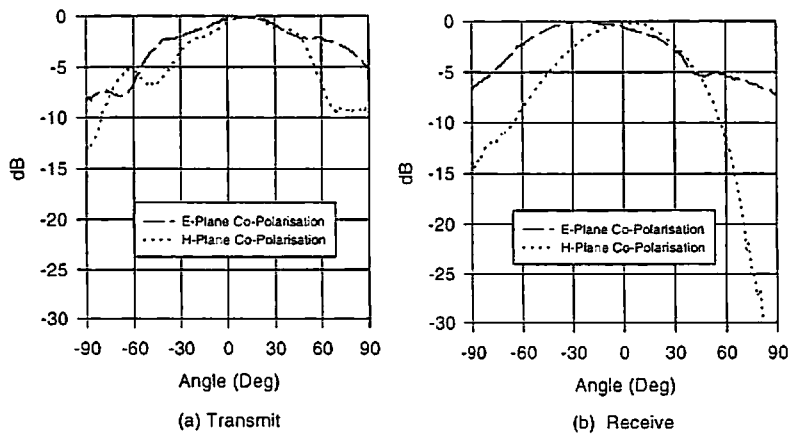 0
-5
-10
-15
-20
-25
-30
dB
E-Plane Co-Polarisation
H-Plane Co-Polarisation
-90 -60 -30 0 30 60 90
Angle (Deg)
(a) Transmit
0
-5
-10
-15
-20
-25
-30
dB
E-Plane Co-Polarisation
H-Plane Co-Polarisation
-90 -60 -30 0 30 60 90
Angle (Deg)
(b) Receive